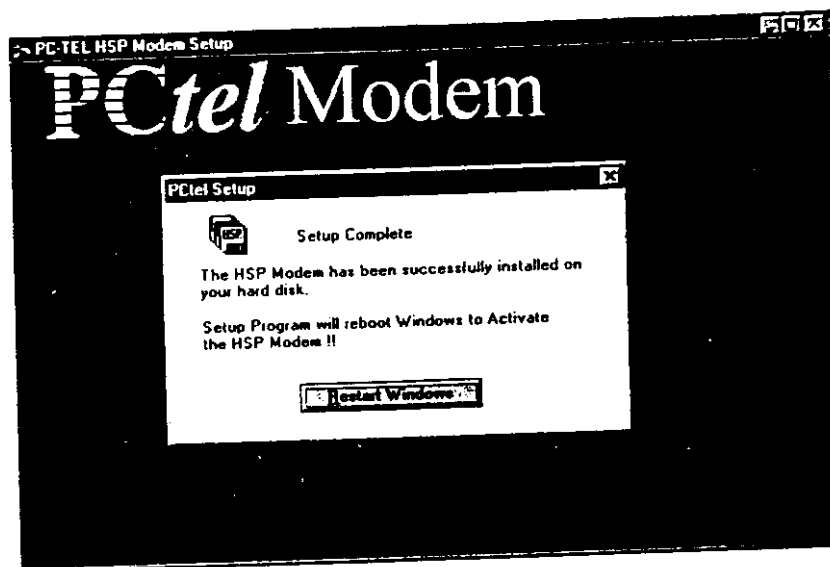 PC-TEL HSP Modem Setup
PCtel Modem
PCtel Setup
HSP
Setup Complete
The HSP Modem has been successfully installed on
your hard disk.
Setup Program will reboot Windows to Activate
the HSP Modem !!
Restart Windows